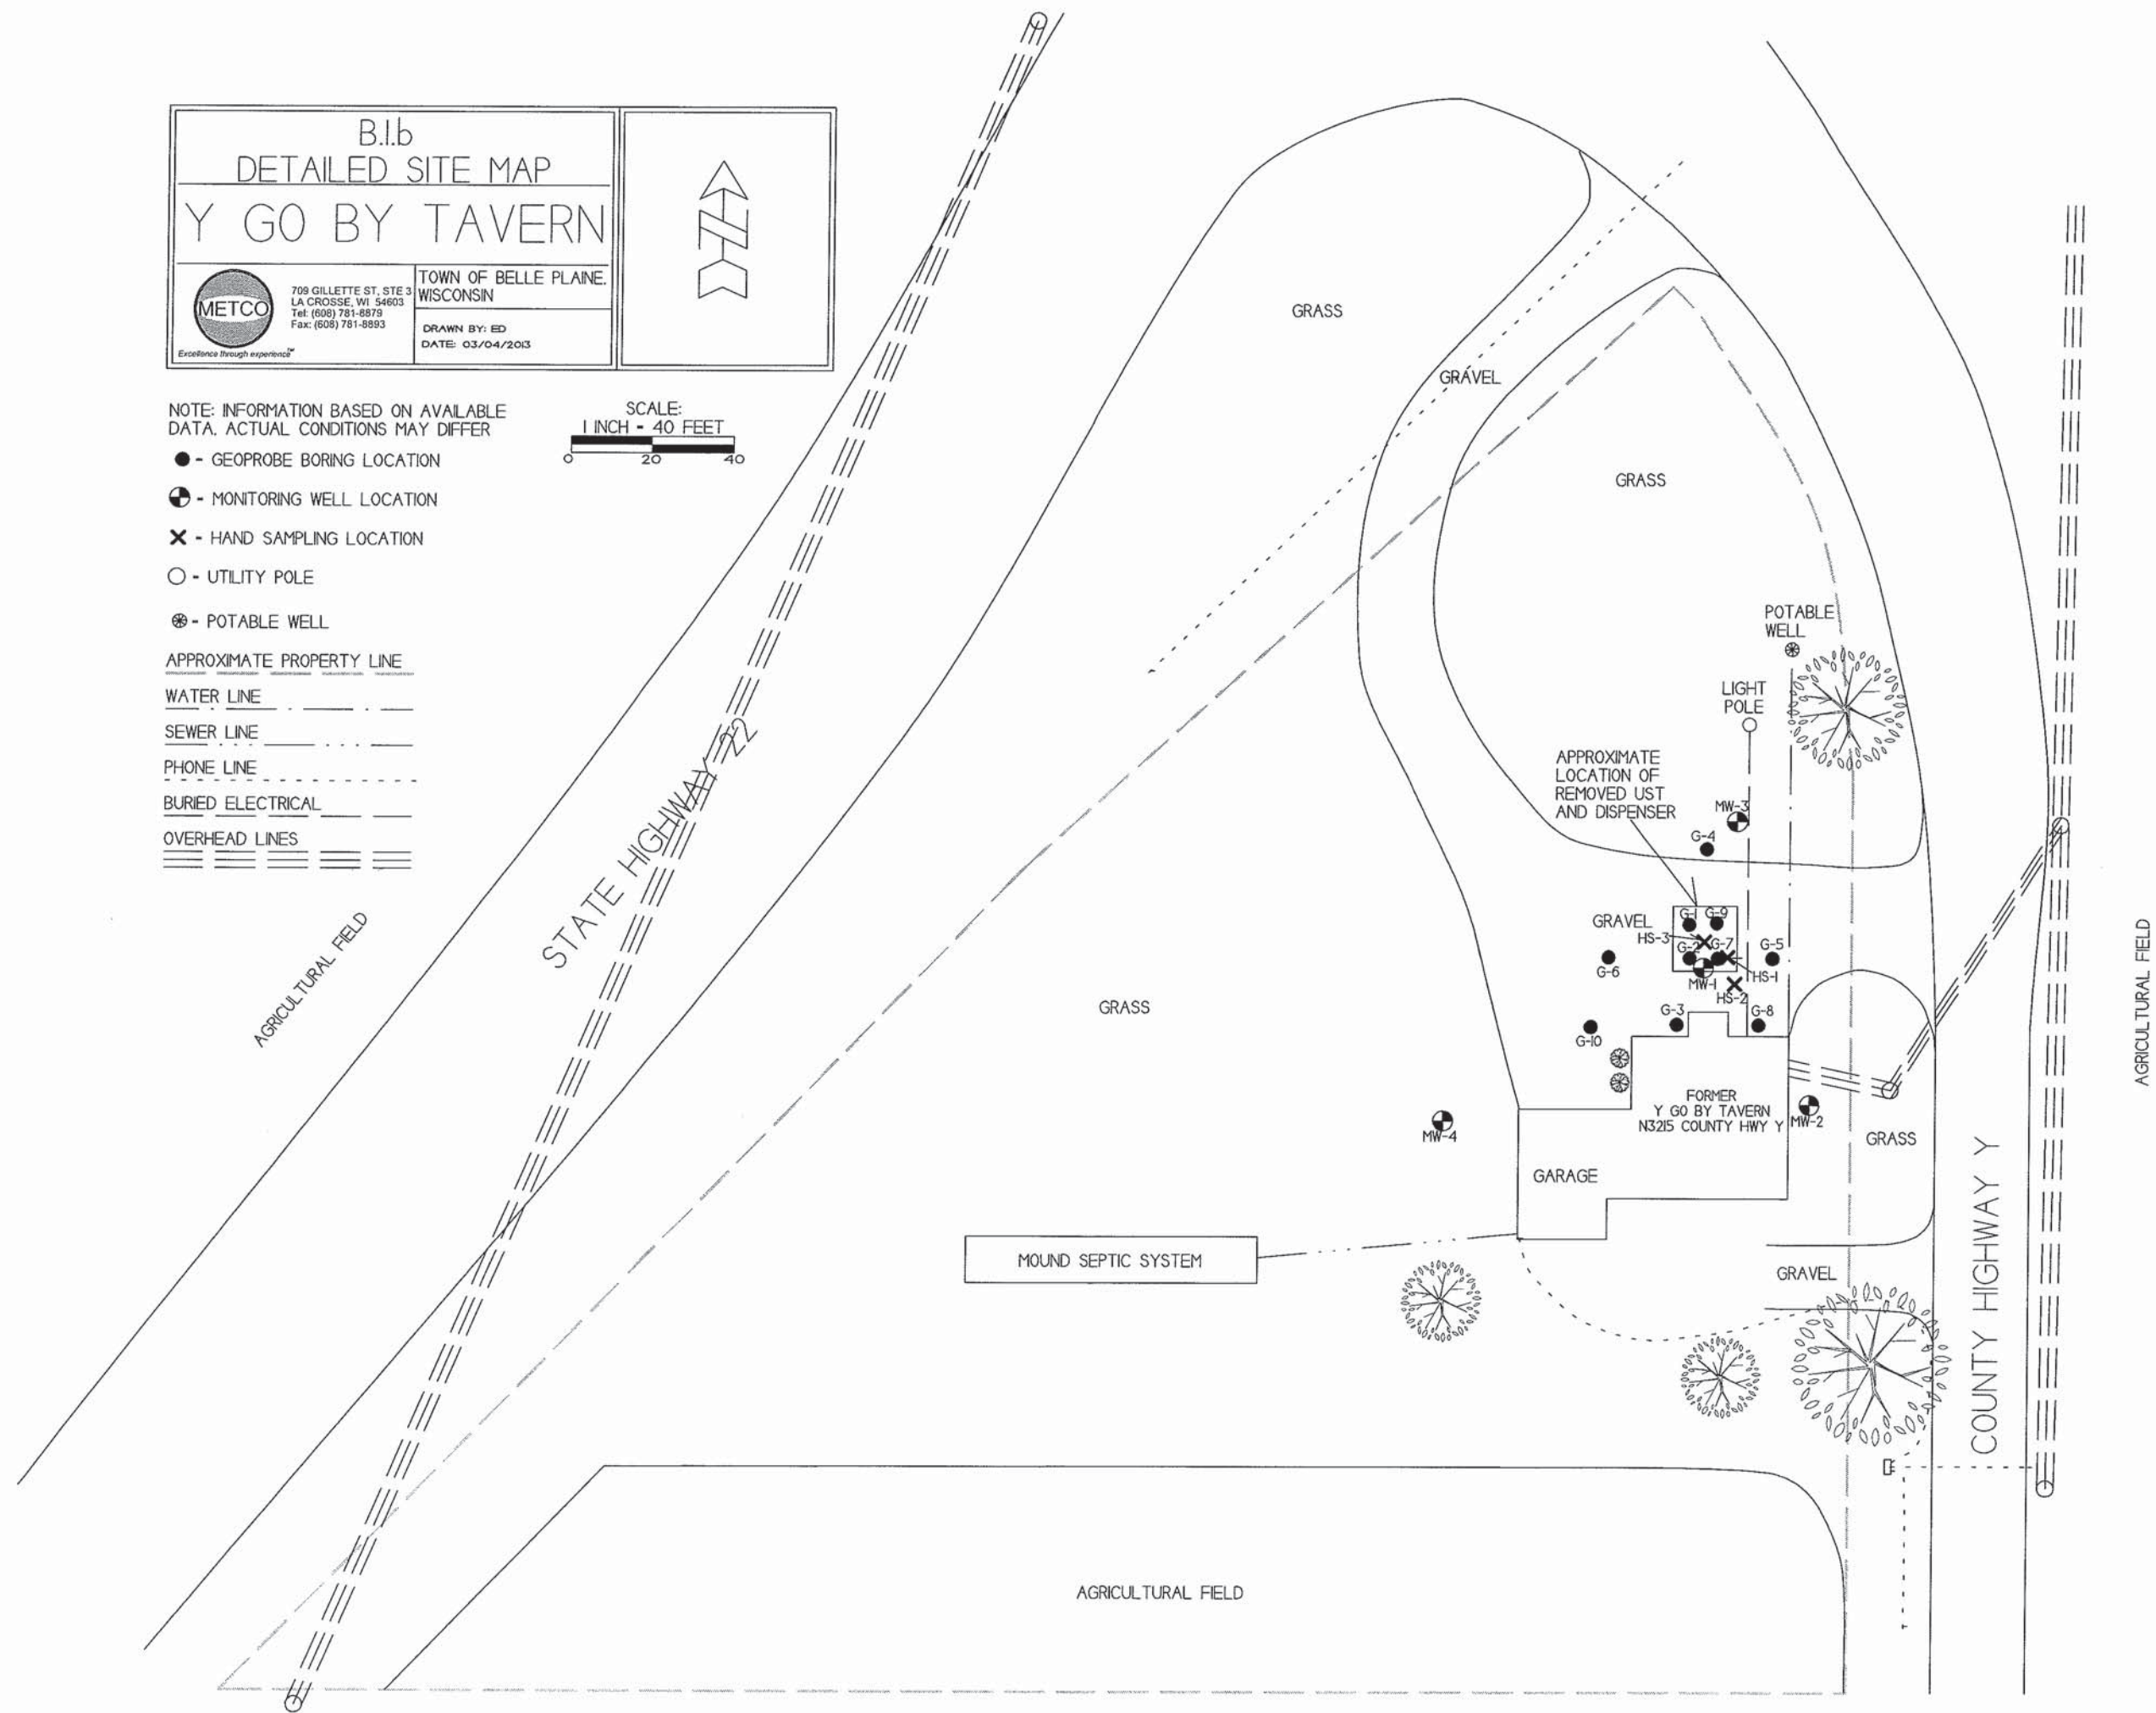 B.I.b
DETAILED SITE MAP
Y GO BY TAVERN
METCO
Excellence through experience™
709 GILLETTE ST, STE 3
LA CROSSE, WI 54603
Tel: (608) 781-8879
Fax: (608) 781-8893
TOWN OF BELLE PLAINE.
WISCONSIN
DRAWN BY: ED
DATE: 03/04/2013
N
NOTE: INFORMATION BASED ON AVAILABLE
DATA. ACTUAL CONDITIONS MAY DIFFER
SCALE:
1 INCH - 40 FEET
0 20 40
- GEOPROBE BORING LOCATION
- MONITORING WELL LOCATION
- HAND SAMPLING LOCATION
- UTILITY POLE
- POTABLE WELL
APPROXIMATE PROPERTY LINE
WATER LINE
SEWER LINE
PHONE LINE
BURIED ELECTRICAL
OVERHEAD LINES
AGRICULTURAL FIELD
STATE HIGHWAY 22
GRASS
GRAVEL
GRASS
POTABLE
WELL
LIGHT
POLE
APPROXIMATE
LOCATION OF
REMOVED UST
AND DISPENSER
MW-3
G-4
GRAVEL
G-1 G-9
HS-3
G-2 G-7
G-5
G-6
HS-1
MW-1
HS-2
G-3
G-8
G-10
GRASS
FORMER
Y GO BY TAVERN
N3215 COUNTY HWY Y
MW-2
MW-4
GRASS
GARAGE
MOUND SEPTIC SYSTEM
GRAVEL
COUNTY HIGHWAY Y
AGRICULTURAL FIELD
AGRICULTURAL FIELD